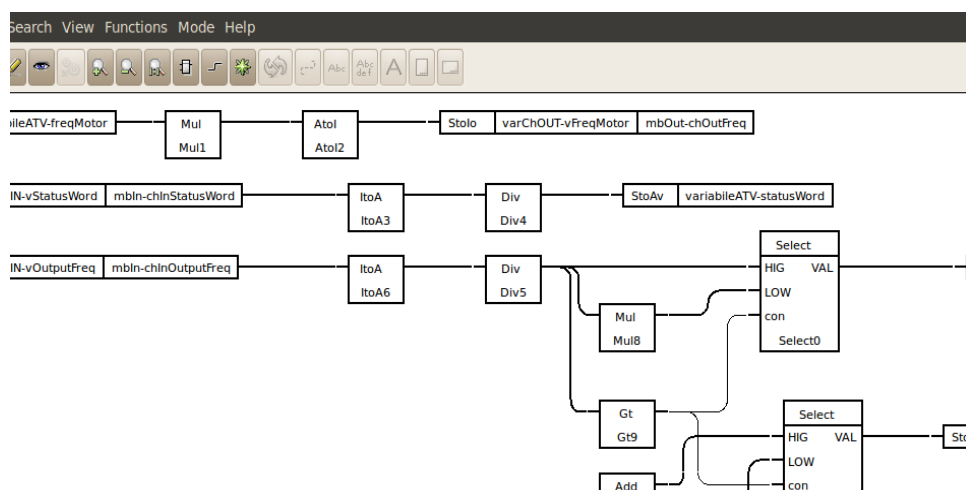 Search View Functions Mode Help
Abc Abc def A
ileATV-freqMotor Mul Mul1 AtoI AtoI2 StoIo varChOUT-vFreqMotor mbOut-chOutFreq
IN-vStatusWord mbIn-chInStatusWord ItoA ItoA3 Div Div4 StoAv variabileATV-statusWord
IN-vOutputFreq mbIn-chInOutputFreq ItoA ItoA6 Div Div5
Select
HIG VAL
LOW
con
Select0
Mul
Mul8
Gt
Gt9
Select
HIG VAL
LOW
con
Sto
Add